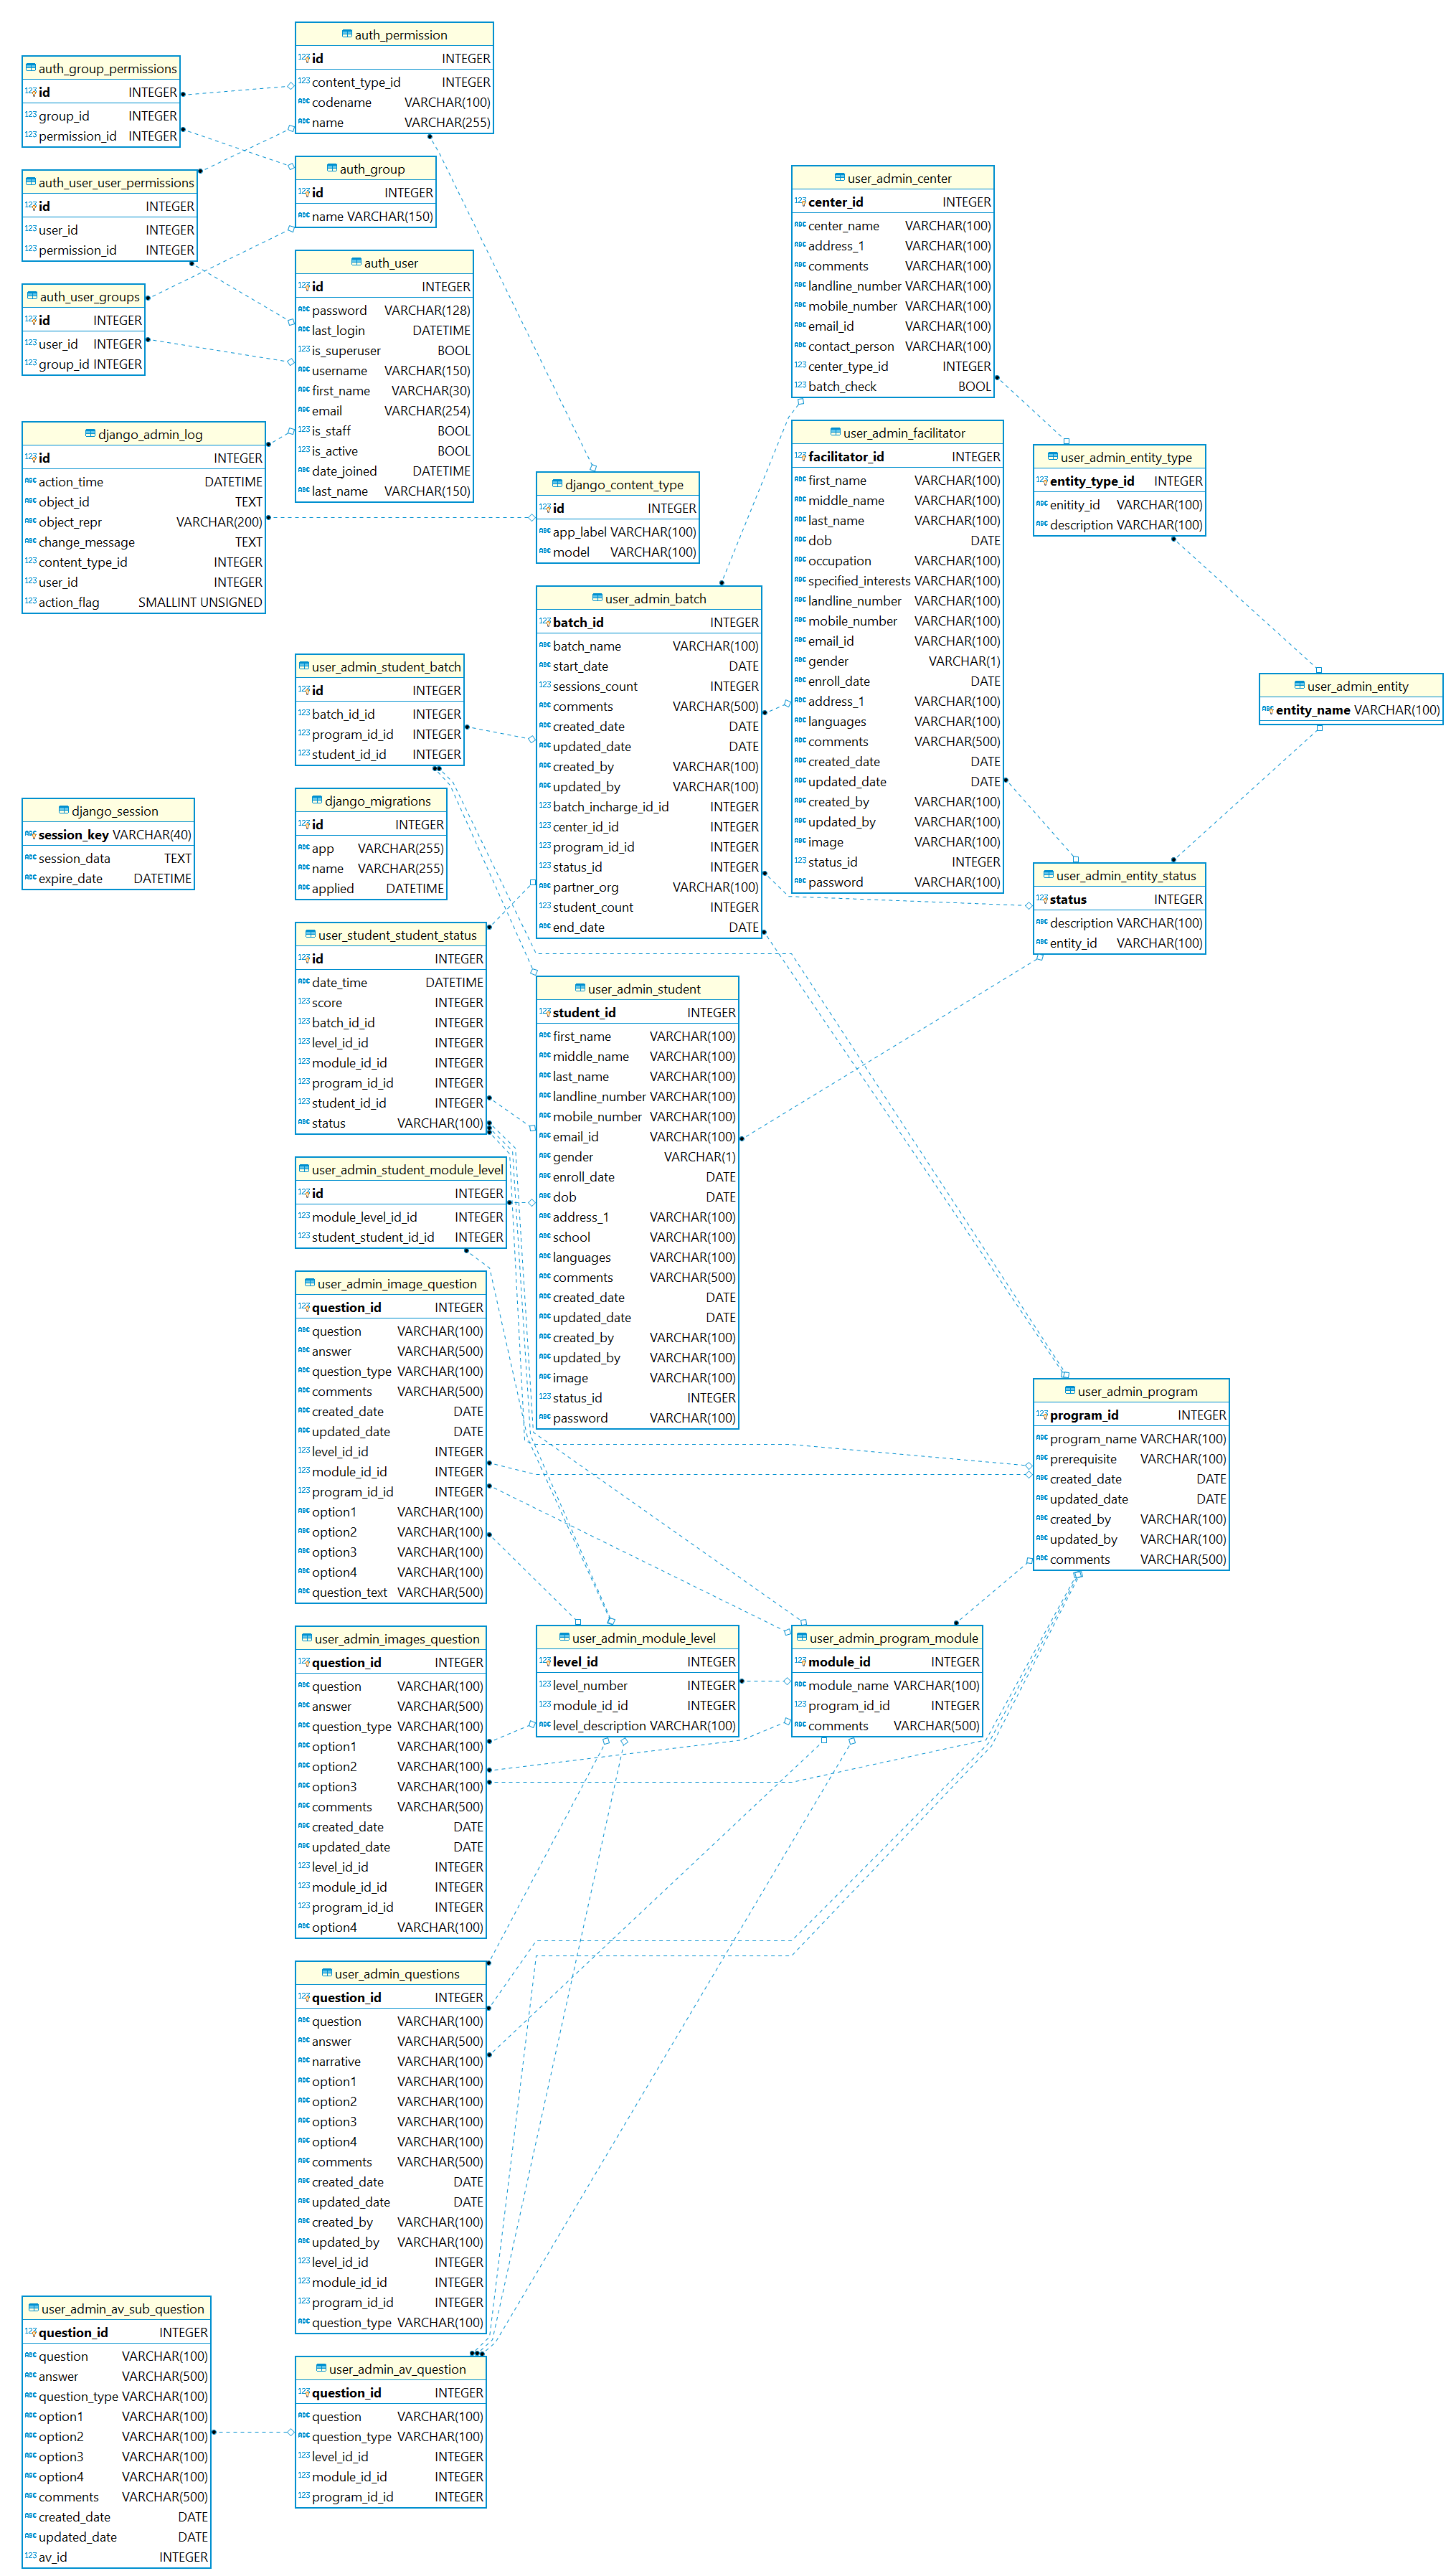 auth_permission
id INTEGER
content_type_id INTEGER
codename VARCHAR(100)
name VARCHAR(255)
auth_group_permissions
id INTEGER
group_id INTEGER
permission_id INTEGER
auth_group
id INTEGER
name VARCHAR(150)
auth_user_user_permissions
id INTEGER
user_id INTEGER
permission_id INTEGER
auth_user
id INTEGER
password VARCHAR(128)
last_login DATETIME
is_superuser BOOL
username VARCHAR(150)
first_name VARCHAR(30)
email VARCHAR(254)
is_staff BOOL
is_active BOOL
date_joined DATETIME
last_name VARCHAR(150)
auth_user_groups
id INTEGER
user_id INTEGER
group_id INTEGER
django_admin_log
id INTEGER
action_time DATETIME
object_id TEXT
object_repr VARCHAR(200)
change_message TEXT
content_type_id INTEGER
user_id INTEGER
action_flag SMALLINT UNSIGNED
django_content_type
id INTEGER
app_label VARCHAR(100)
model VARCHAR(100)
user_admin_center
center_id INTEGER
center_name VARCHAR(100)
address_1 VARCHAR(100)
comments VARCHAR(100)
landline_number VARCHAR(100)
mobile_number VARCHAR(100)
email_id VARCHAR(100)
contact_person VARCHAR(100)
center_type_id INTEGER
batch_check BOOL
user_admin_facilitator
facilitator_id INTEGER
first_name VARCHAR(100)
middle_name VARCHAR(100)
last_name VARCHAR(100)
dob DATE
occupation VARCHAR(100)
specified_interests VARCHAR(100)
landline_number VARCHAR(100)
mobile_number VARCHAR(100)
email_id VARCHAR(100)
gender VARCHAR(1)
enroll_date DATE
address_1 VARCHAR(100)
languages VARCHAR(100)
comments VARCHAR(500)
created_date DATE
updated_date DATE
created_by VARCHAR(100)
updated_by VARCHAR(100)
image VARCHAR(100)
status_id INTEGER
password VARCHAR(100)
user_admin_entity_type
entity_type_id INTEGER
enitity_id VARCHAR(100)
description VARCHAR(100)
user_admin_entity
entity_name VARCHAR(100)
user_admin_entity_status
status INTEGER
description VARCHAR(100)
entity_id VARCHAR(100)
user_admin_batch
batch_id INTEGER
batch_name VARCHAR(100)
start_date DATE
sessions_count INTEGER
comments VARCHAR(500)
created_date DATE
updated_date DATE
created_by VARCHAR(100)
updated_by VARCHAR(100)
batch_incharge_id_id INTEGER
center_id_id INTEGER
program_id_id INTEGER
status_id INTEGER
partner_org VARCHAR(100)
student_count INTEGER
end_date DATE
user_admin_student_batch
id INTEGER
batch_id_id INTEGER
program_id_id INTEGER
student_id_id INTEGER
django_session
session_key VARCHAR(40)
session_data TEXT
expire_date DATETIME
django_migrations
id INTEGER
app VARCHAR(255)
name VARCHAR(255)
applied DATETIME
user_student_student_status
id INTEGER
date_time DATETIME
score INTEGER
batch_id_id INTEGER
level_id_id INTEGER
module_id_id INTEGER
program_id_id INTEGER
student_id_id INTEGER
status VARCHAR(100)
user_admin_student
student_id INTEGER
first_name VARCHAR(100)
middle_name VARCHAR(100)
last_name VARCHAR(100)
landline_number VARCHAR(100)
mobile_number VARCHAR(100)
email_id VARCHAR(100)
gender VARCHAR(1)
enroll_date DATE
dob DATE
address_1 VARCHAR(100)
school VARCHAR(100)
languages VARCHAR(100)
comments VARCHAR(500)
created_date DATE
updated_date DATE
created_by VARCHAR(100)
updated_by VARCHAR(100)
image VARCHAR(100)
status_id INTEGER
password VARCHAR(100)
user_admin_student_module_level
id INTEGER
module_level_id_id INTEGER
student_student_id_id INTEGER
user_admin_image_question
question_id INTEGER
question VARCHAR(100)
answer VARCHAR(500)
question_type VARCHAR(100)
comments VARCHAR(500)
created_date DATE
updated_date DATE
level_id_id INTEGER
module_id_id INTEGER
program_id_id INTEGER
option1 VARCHAR(100)
option2 VARCHAR(100)
option3 VARCHAR(100)
option4 VARCHAR(100)
question_text VARCHAR(500)
user_admin_program
program_id INTEGER
program_name VARCHAR(100)
prerequisite VARCHAR(100)
created_date DATE
updated_date DATE
created_by VARCHAR(100)
updated_by VARCHAR(100)
comments VARCHAR(500)
user_admin_images_question
question_id INTEGER
question VARCHAR(100)
answer VARCHAR(500)
question_type VARCHAR(100)
option1 VARCHAR(100)
option2 VARCHAR(100)
option3 VARCHAR(100)
comments VARCHAR(500)
created_date DATE
updated_date DATE
level_id_id INTEGER
module_id_id INTEGER
program_id_id INTEGER
option4 VARCHAR(100)
user_admin_module_level
level_id INTEGER
level_number INTEGER
module_id_id INTEGER
level_description VARCHAR(100)
user_admin_program_module
module_id INTEGER
module_name VARCHAR(100)
program_id_id INTEGER
comments VARCHAR(500)
user_admin_questions
question_id INTEGER
question VARCHAR(100)
answer VARCHAR(500)
narrative VARCHAR(100)
option1 VARCHAR(100)
option2 VARCHAR(100)
option3 VARCHAR(100)
option4 VARCHAR(100)
comments VARCHAR(500)
created_date DATE
updated_date DATE
created_by VARCHAR(100)
updated_by VARCHAR(100)
level_id_id INTEGER
module_id_id INTEGER
program_id_id INTEGER
question_type VARCHAR(100)
user_admin_av_sub_question
question_id INTEGER
question VARCHAR(100)
answer VARCHAR(500)
question_type VARCHAR(100)
option1 VARCHAR(100)
option2 VARCHAR(100)
option3 VARCHAR(100)
option4 VARCHAR(100)
comments VARCHAR(500)
created_date DATE
updated_date DATE
av_id INTEGER
user_admin_av_question
question_id INTEGER
question VARCHAR(100)
question_type VARCHAR(100)
level_id_id INTEGER
module_id_id INTEGER
program_id_id INTEGER